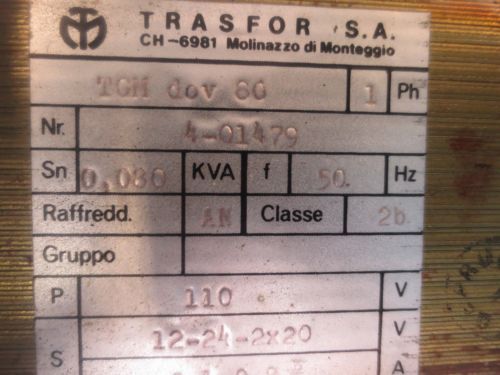 TRASFOR S.A.
CH-6981 Molinazzo di Monteggio
TCM dov 80 1 Ph
Nr. 4-01479
Sn 0,080 KVA f 50. Hz
Raffredd. AN Classe 2b.
Gruppo
P 110 V
12-24-2x20 V
S
A